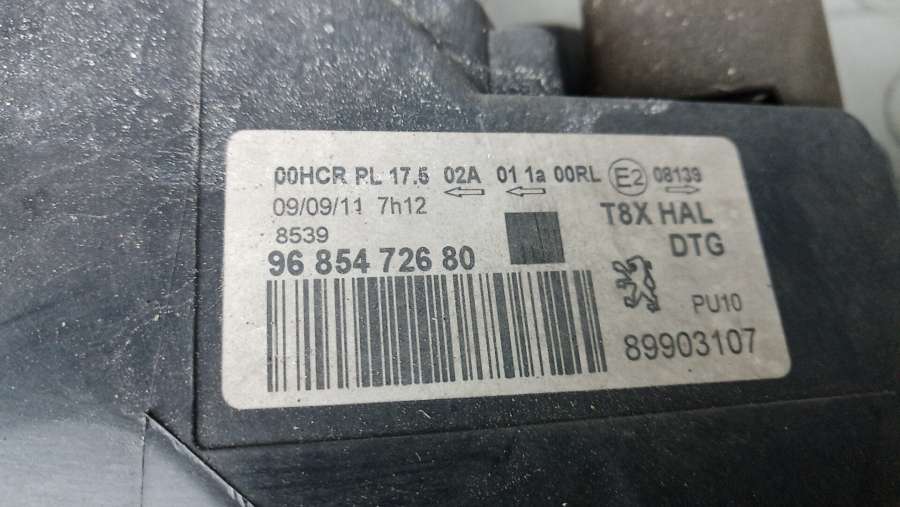 00HCR PL 17.5 02A 01 1a 00RL E2 08139
09/09/11 7h12
8539
96 854 726 80
T8X HAL
DTG
PU10
89903107